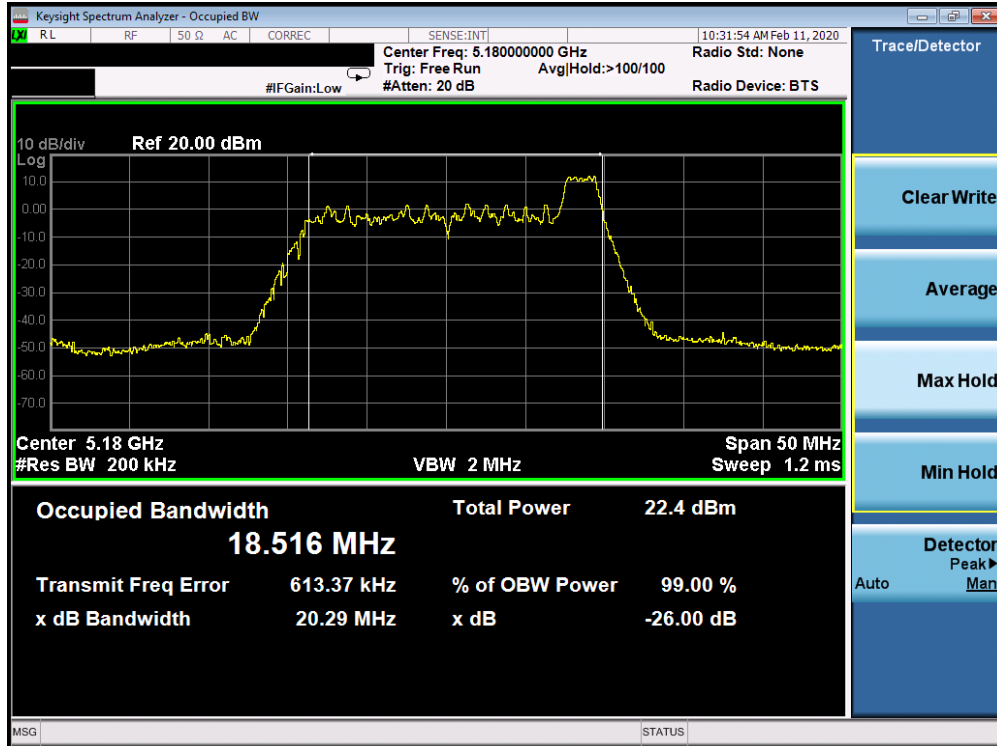 Keysight Spectrum Analyzer - Occupied BW
LXI RL RF 50 Ω AC CORREC SENSE:INT 10:31:54 AM Feb 11, 2020
Center Freq: 5.180000000 GHz Radio Std: None
Trig: Free Run Avg|Hold:>100/100
#IFGain:Low #Atten: 20 dB Radio Device: BTS
Trace/Detector
10 dB/div Ref 20.00 dBm
Log
10.0
0.00
-10.0
-20.0
-30.0
-40.0
-50.0
-60.0
-70.0
Center 5.18 GHz Span 50 MHz
#Res BW 200 kHz VBW 2 MHz Sweep 1.2 ms
Occupied Bandwidth Total Power 22.4 dBm
18.516 MHz
Transmit Freq Error 613.37 kHz % of OBW Power 99.00 %
x dB Bandwidth 20.29 MHz x dB -26.00 dB
Clear Write
Average
Max Hold
Min Hold
Detector
Peak▶
Auto Man
MSG STATUS